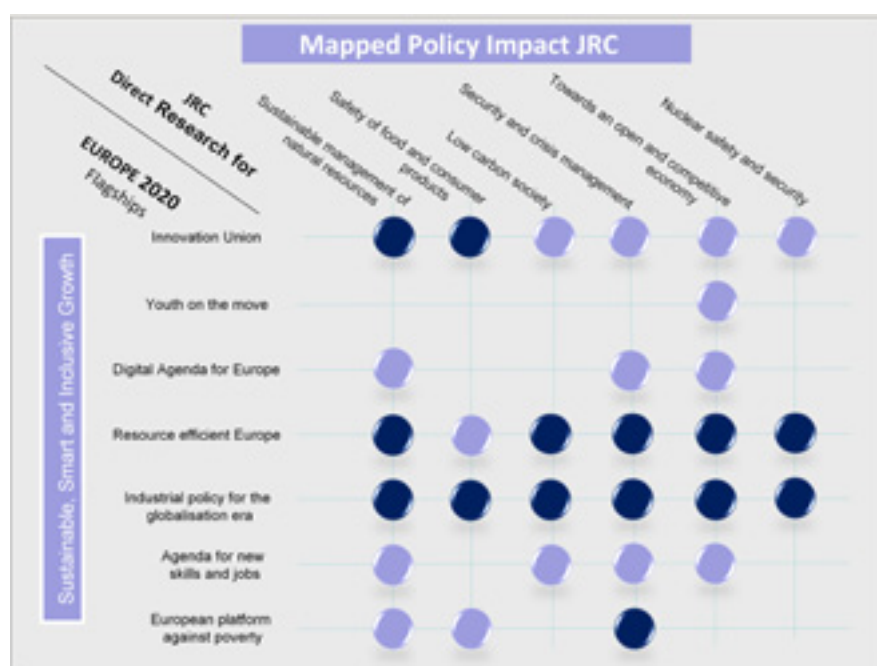 Mapped Policy Impact JRC
JRC
Direct Research for
EUROPE 2020
Flagships
Sustainable management of
natural resources
Safety of food and consumer
products
Low carbon society
Security and crisis management
Towards an open and competitive
economy
Nuclear safety and security
Sustainable, Smart and Inclusive Growth
Innovation Union
Youth on the move
Digital Agenda for Europe
Resource efficient Europe
Industrial policy for the
globalisation era
Agenda for new
skills and jobs
European platform
against poverty